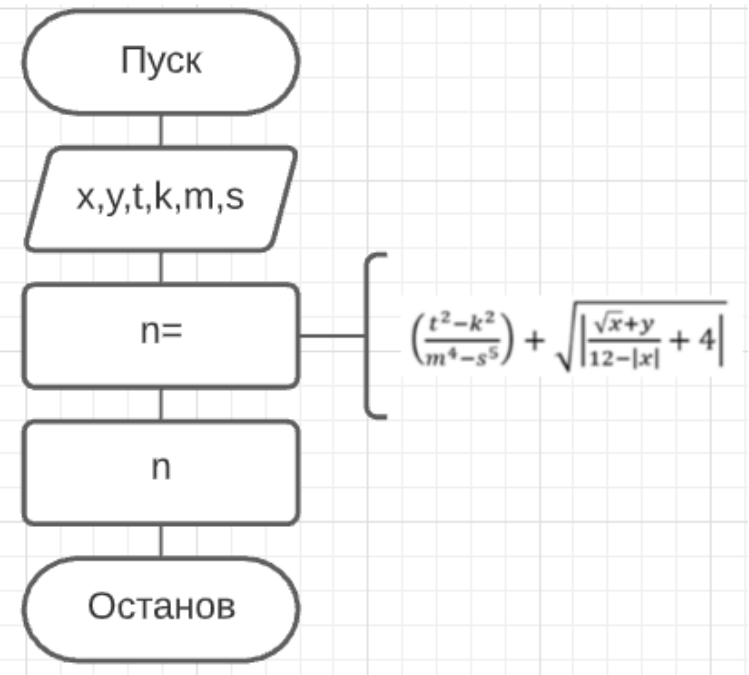 Пуск
x,y,t,k,m,s
n=
(t²−k²/m⁴−s⁵) + √|√x+y/12−|x| + 4|
n
Останов